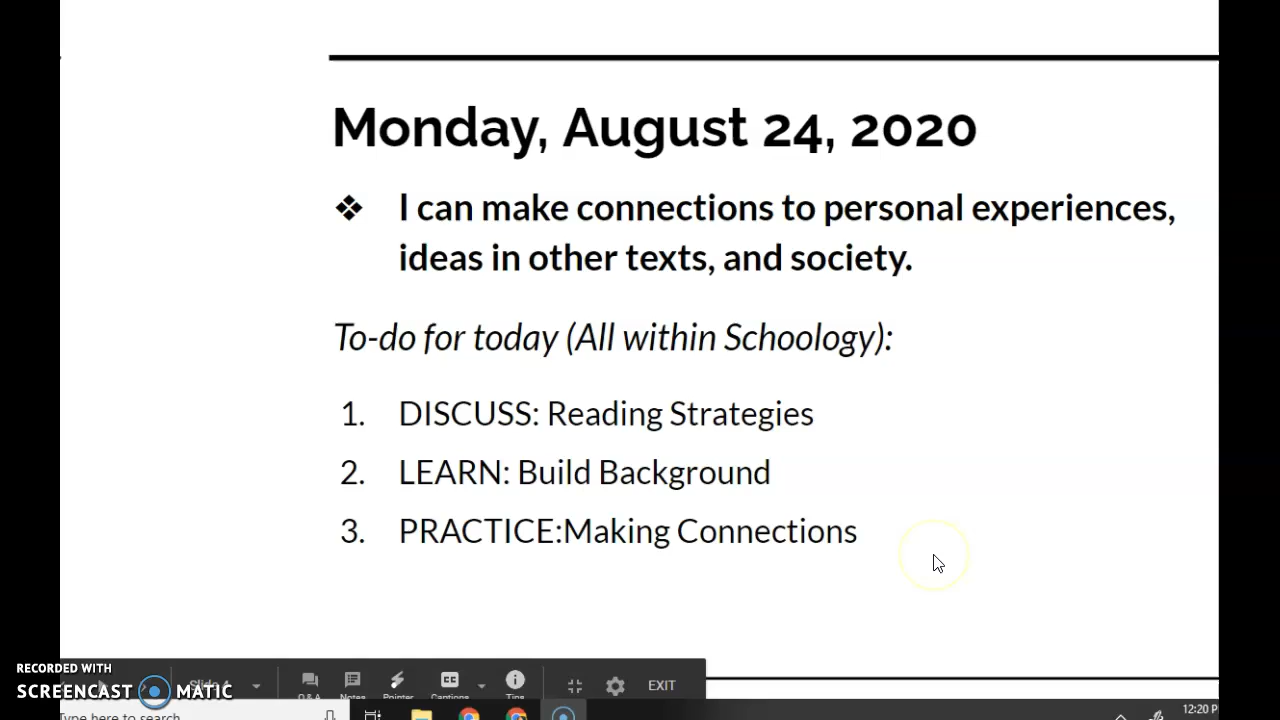 Monday, August 24, 2020
❖ I can make connections to personal experiences,
ideas in other texts, and society.
To-do for today (All within Schoology):
1. DISCUSS: Reading Strategies
2. LEARN: Build Background
3. PRACTICE:Making Connections
RECORDED WITH
SCREENCAST MATIC
Q & A Notes Pointer Captions Tips EXIT
Type here to search
12:20 P